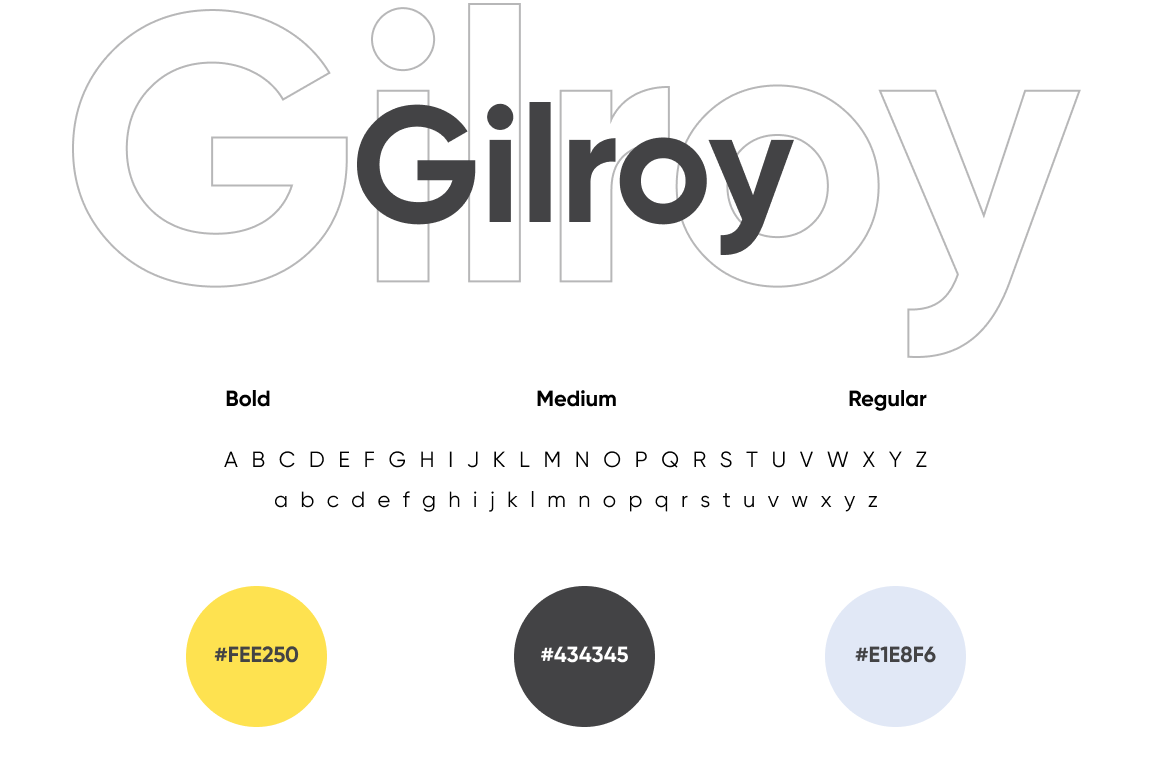 Gilroy
Gilroy
Bold Medium Regular
A B C D E F G H I J K L M N O P Q R S T U V W X Y Z
a b c d e f g h i j k l m n o p q r s t u v w x y z
#FEE250 #434345 #E1E8F6